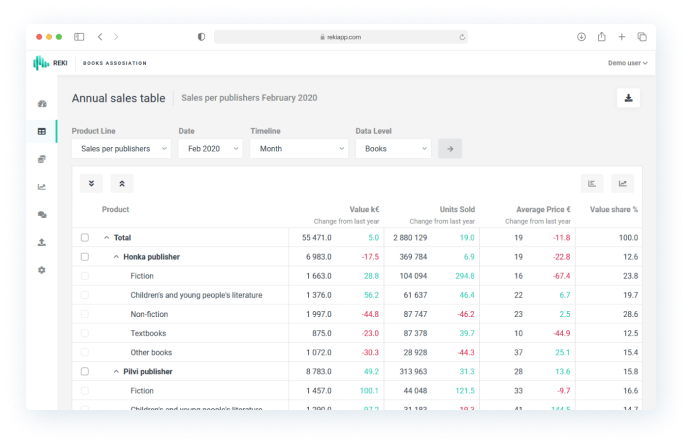 rekiapp.com
REKI BOOKS ASSOSIATION Demo user
Annual sales table Sales per publishers February 2020
Product Line Date Timeline Data Level
Sales per publishers Feb 2020 Month Books
Product Value k€ Units Sold Average Price € Value share %
Change from last year Change from last year Change from last year
Total 55 471.0 5.0 2 880 129 19.0 19 -11.8 100.0
Honka publisher 6 983.0 -17.5 369 784 6.9 19 -22.8 12.6
Fiction 1 663.0 28.8 104 094 294.8 16 -67.4 23.8
Children's and young people's literature 1 376.0 56.2 61 637 46.4 22 6.7 19.7
Non-fiction 1 997.0 -44.8 87 747 -46.2 23 2.5 28.6
Textbooks 875.0 -23.0 87 378 39.7 10 -44.9 12.5
Other books 1 072.0 -30.3 28 928 -44.3 37 25.1 15.4
Pilvi publisher 8 783.0 49.2 313 963 31.3 28 13.6 15.8
Fiction 1 457.0 100.1 44 048 121.5 33 -9.7 16.6
Children's and young people's literature 1 290.0 97.2 31 183 -19.3 41 144.5 14.7